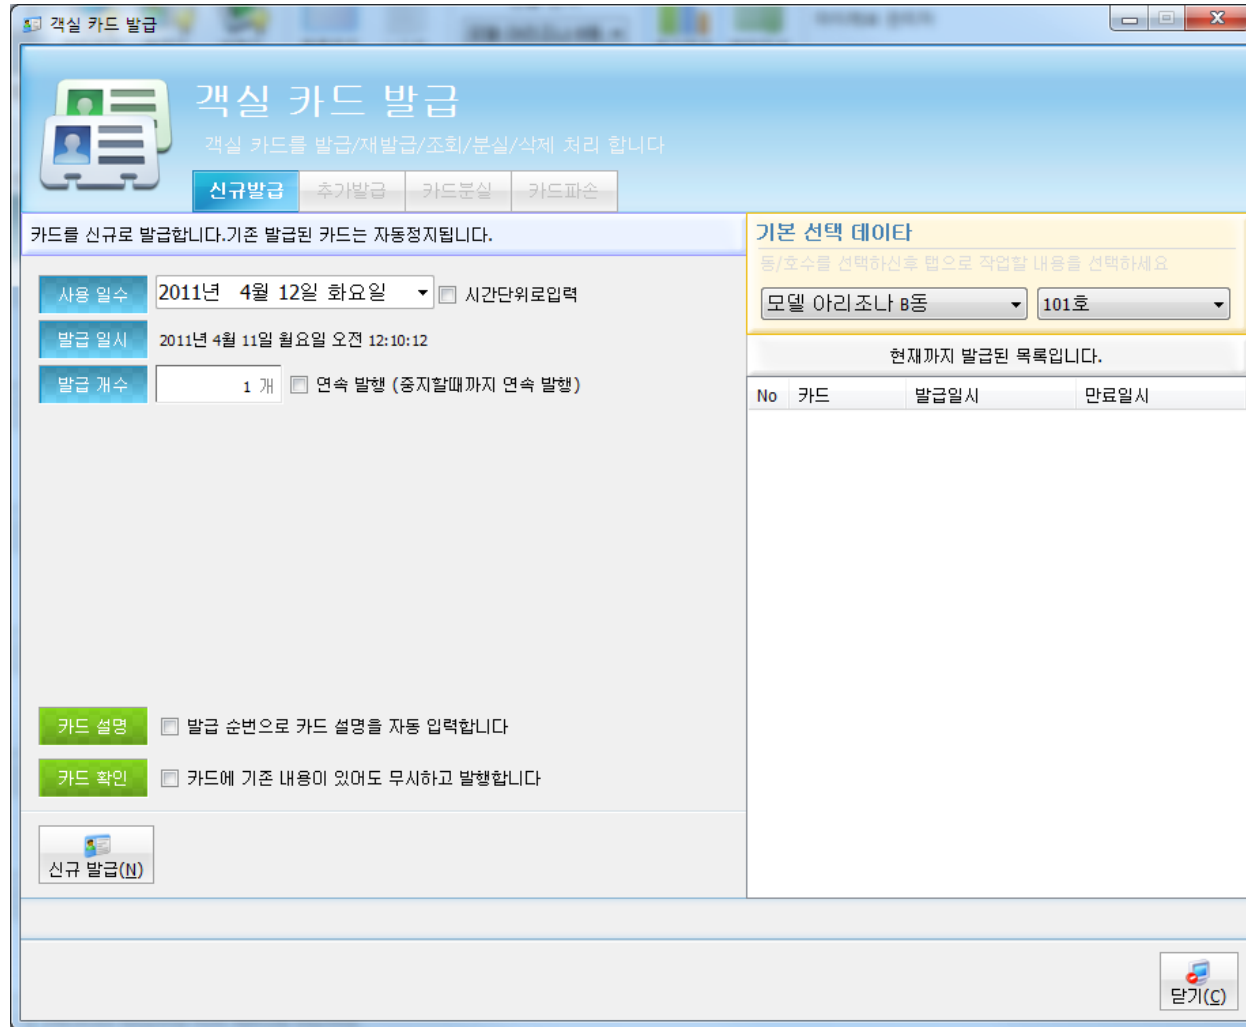 객실 카드 발급
객실 카드 발급
객실 카드를 발급/재발급/조회/분실/삭제 처리 합니다
신규발급 추가발급 카드분실 카드파손
카드를 신규로 발급합니다.기존 발급된 카드는 자동정지됩니다.
사용 일수 2011년 4월 12일 화요일 시간단위로입력
발급 일시 2011년 4월 11일 월요일 오전 12:10:12
발급 개수 1 개 연속 발행 (중지할때까지 연속 발행)
카드 설명 발급 순번으로 카드 설명을 자동 입력합니다
카드 확인 카드에 기존 내용이 있어도 무시하고 발행합니다
신규 발급(N)
기본 선택 데이타
동/호수를 선택하신후 탭으로 작업할 내용을 선택하세요
모델 아리조나 B동 101호
현재까지 발급된 목록입니다.
No 카드 발급일시 만료일시
닫기(C)